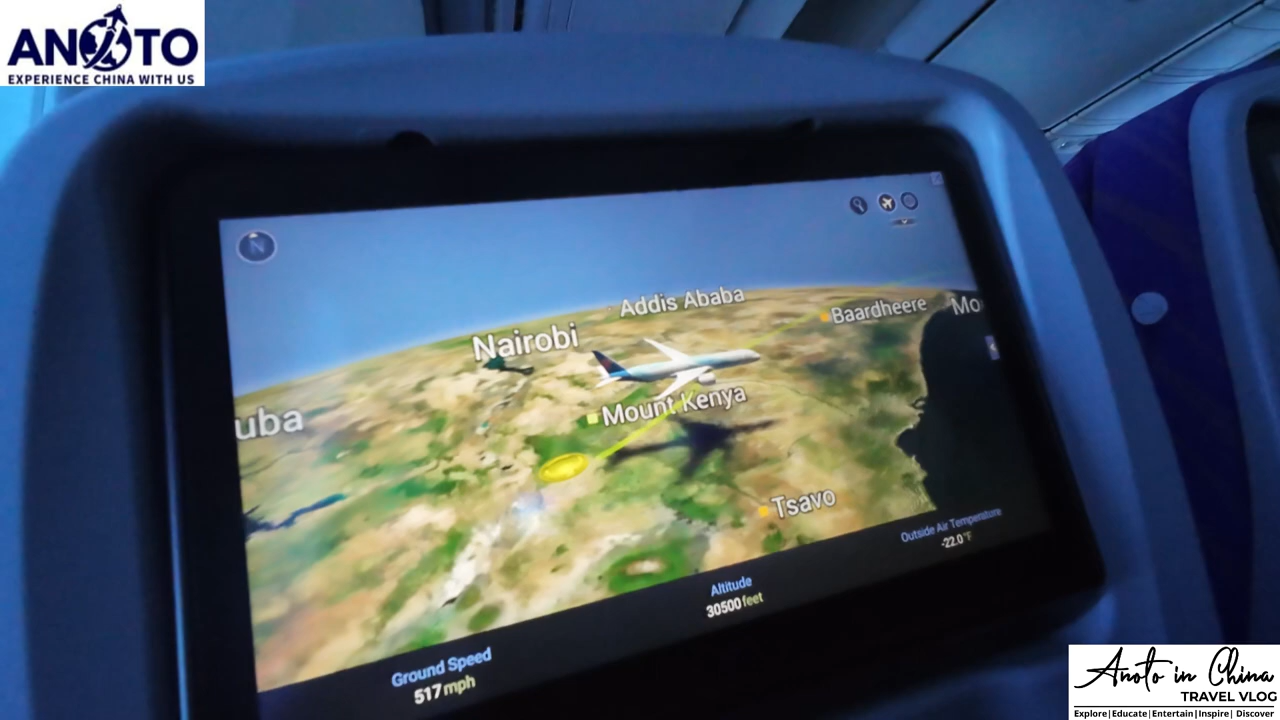 ANOTO
EXPERIENCE CHINA WITH US
N
Addis Ababa
Nairobi
Baardheere
Mo
uba
Mount Kenya
Tsavo
Outside Air Temperature
-22.0°F
Altitude
30500 feet
Ground Speed
517 mph
Anoto in China
TRAVEL VLOG
Explore|Educate|Entertain|Inspire| Discover